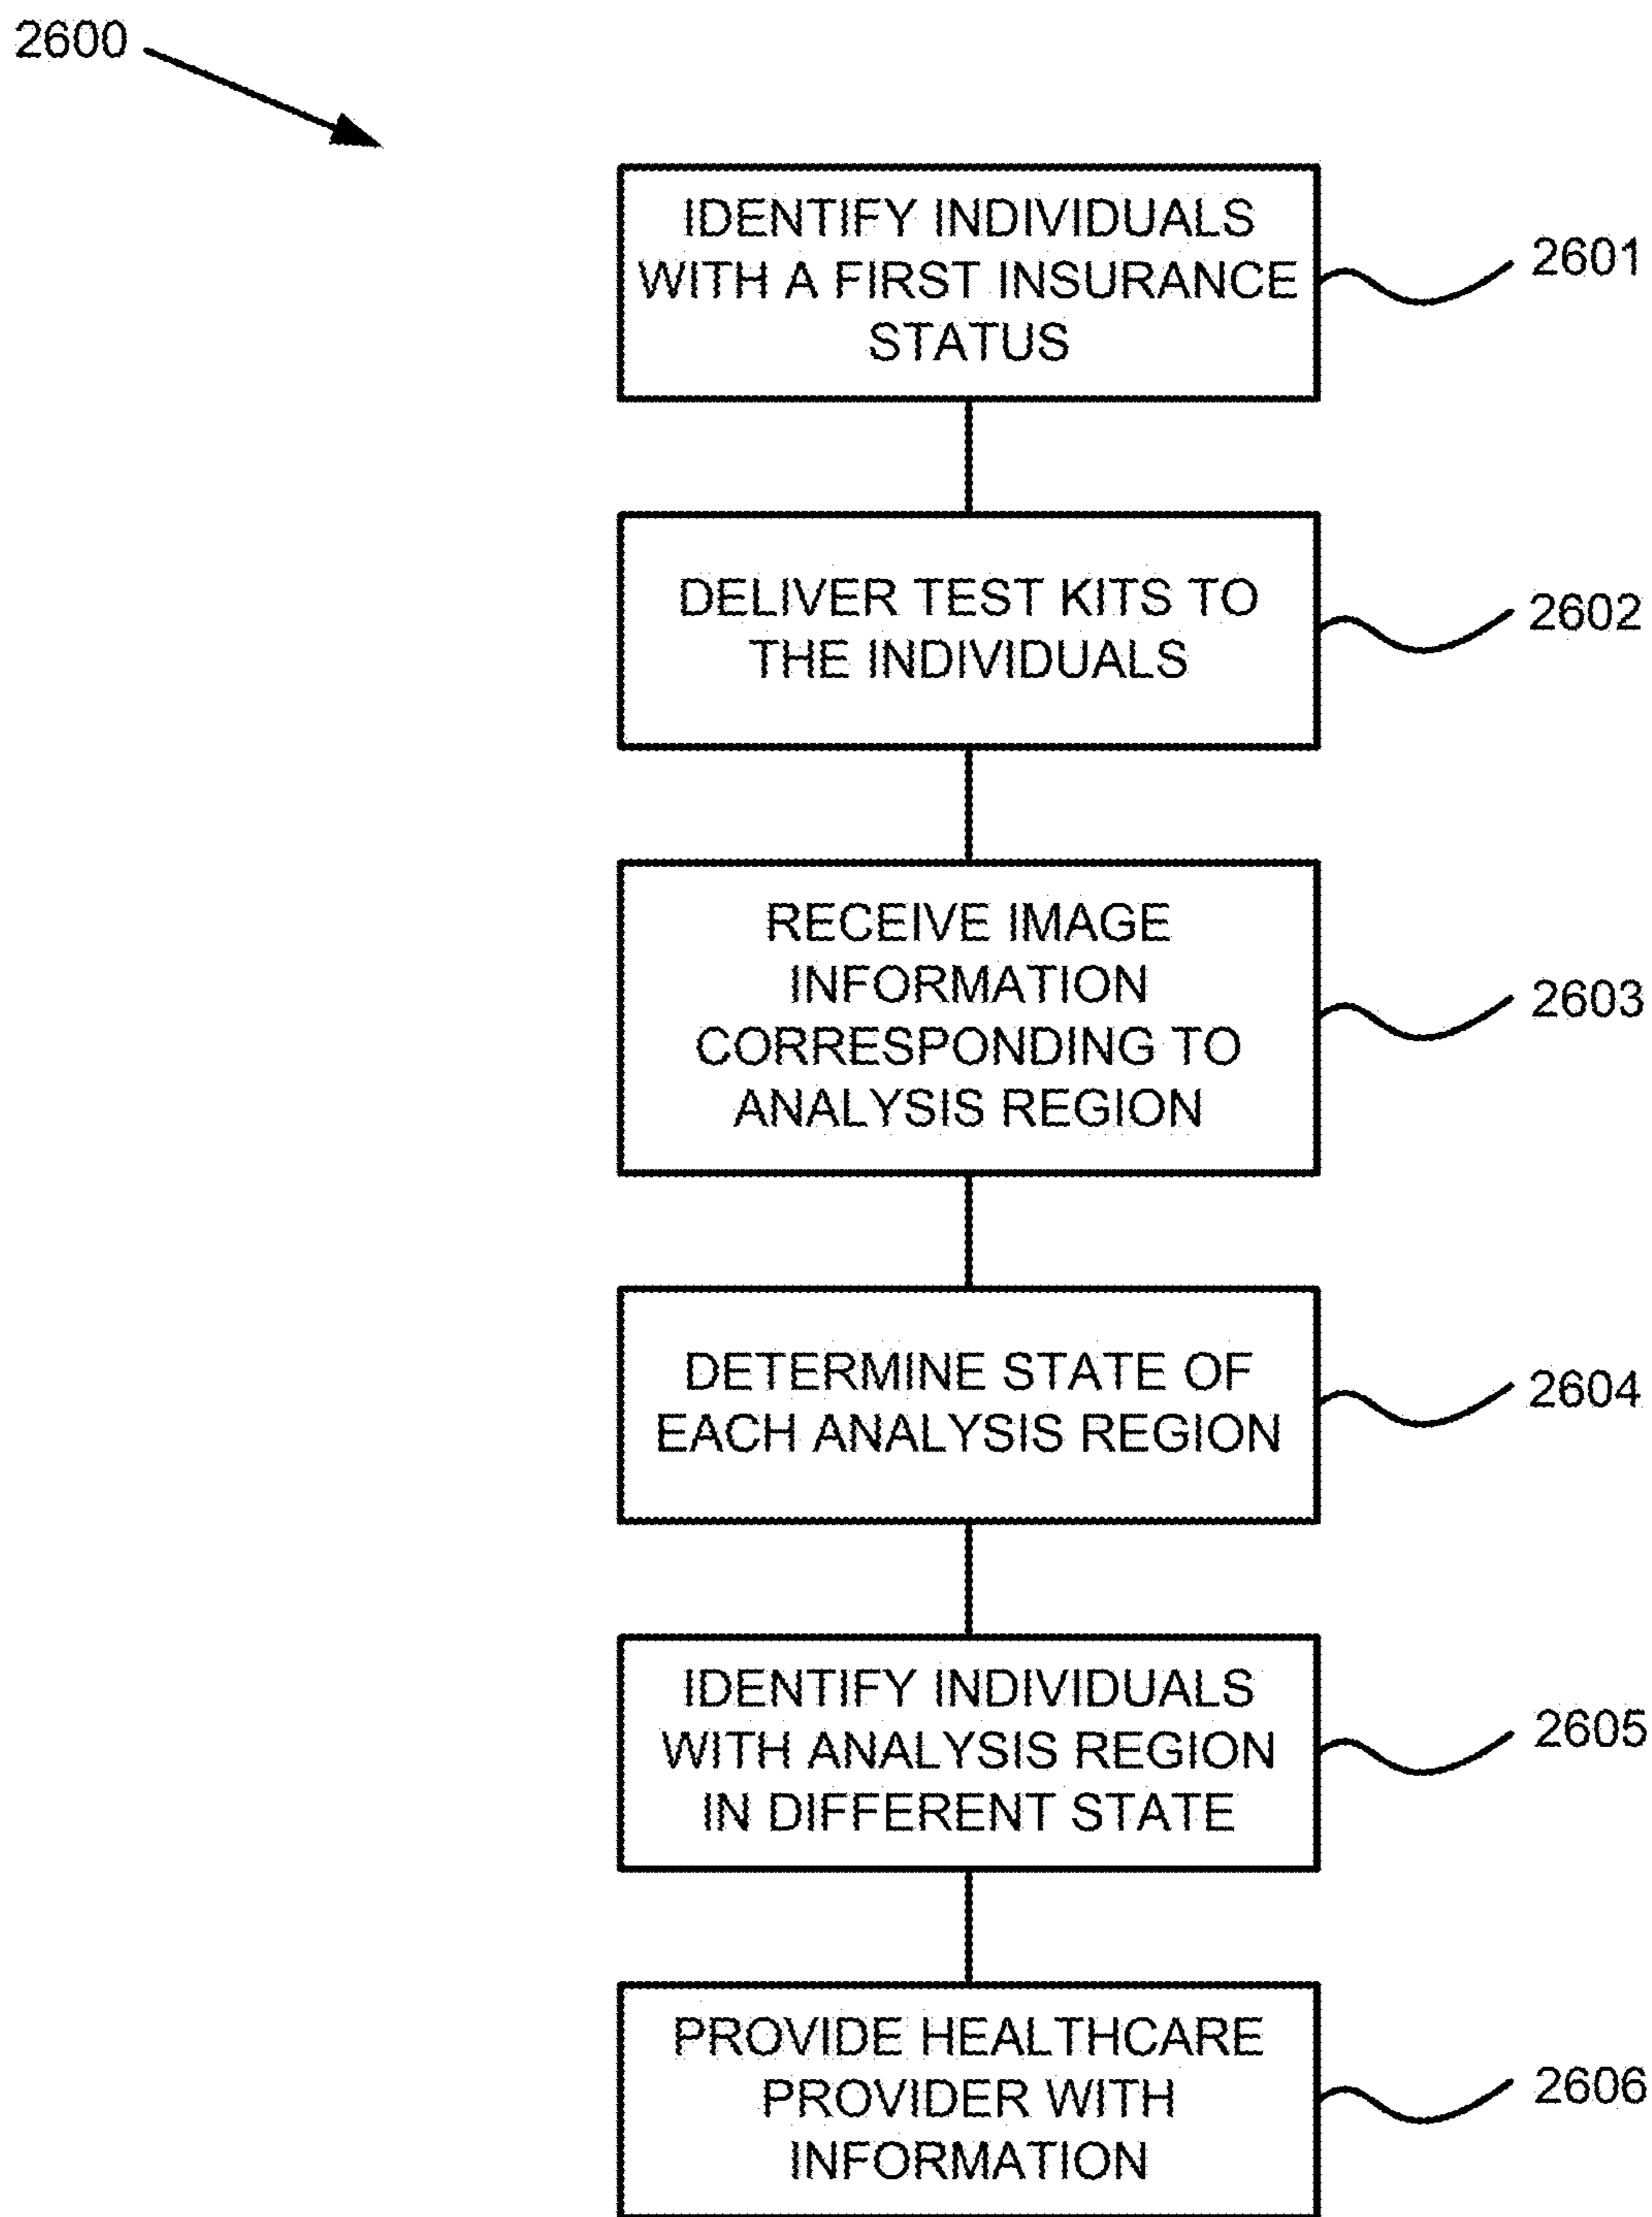 2600
IDENTIFY INDIVIDUALS
WITH A FIRST INSURANCE
STATUS
2601
DELIVER TEST KITS TO
THE INDIVIDUALS
2602
RECEIVE IMAGE
INFORMATION
CORRESPONDING TO
ANALYSIS REGION
2603
DETERMINE STATE OF
EACH ANALYSIS REGION
2604
IDENTIFY INDIVIDUALS
WITH ANALYSIS REGION
IN DIFFERENT STATE
2605
PROVIDE HEALTHCARE
PROVIDER WITH
INFORMATION
2606